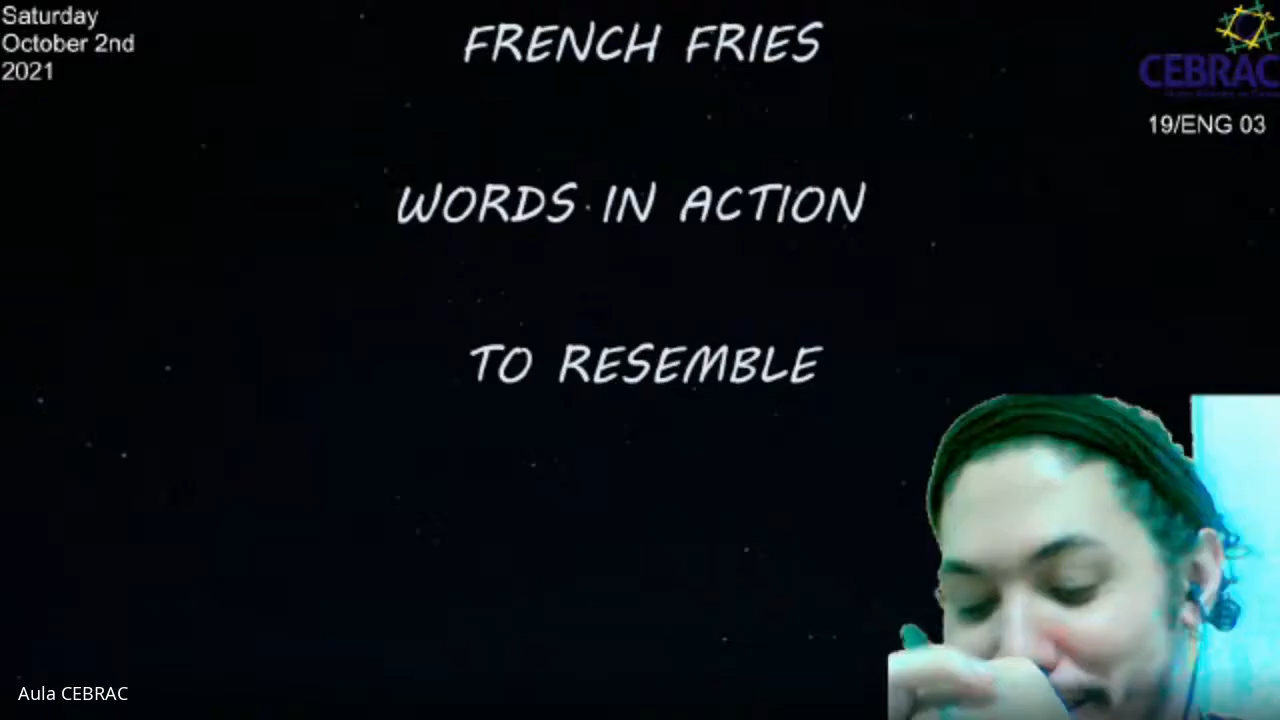 Saturday
October 2nd
2021
FRENCH FRIES
CEBRAC
19/ENG 03
WORDS IN ACTION
TO RESEMBLE
Aula CEBRAC